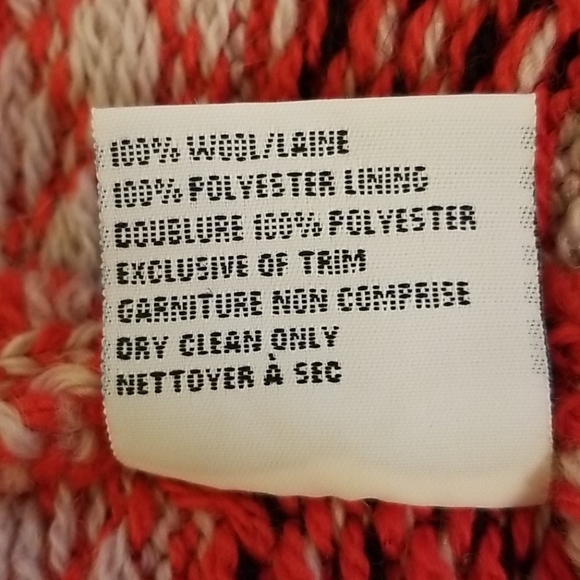 100% WOOL/LAINE
100% POLYESTER LINING
DOUBLURE 100% POLYESTER
EXCLUSIVE OF TRIM
GARNITURE NON COMPRISE
DRY CLEAN ONLY
NETTOYER À SEC